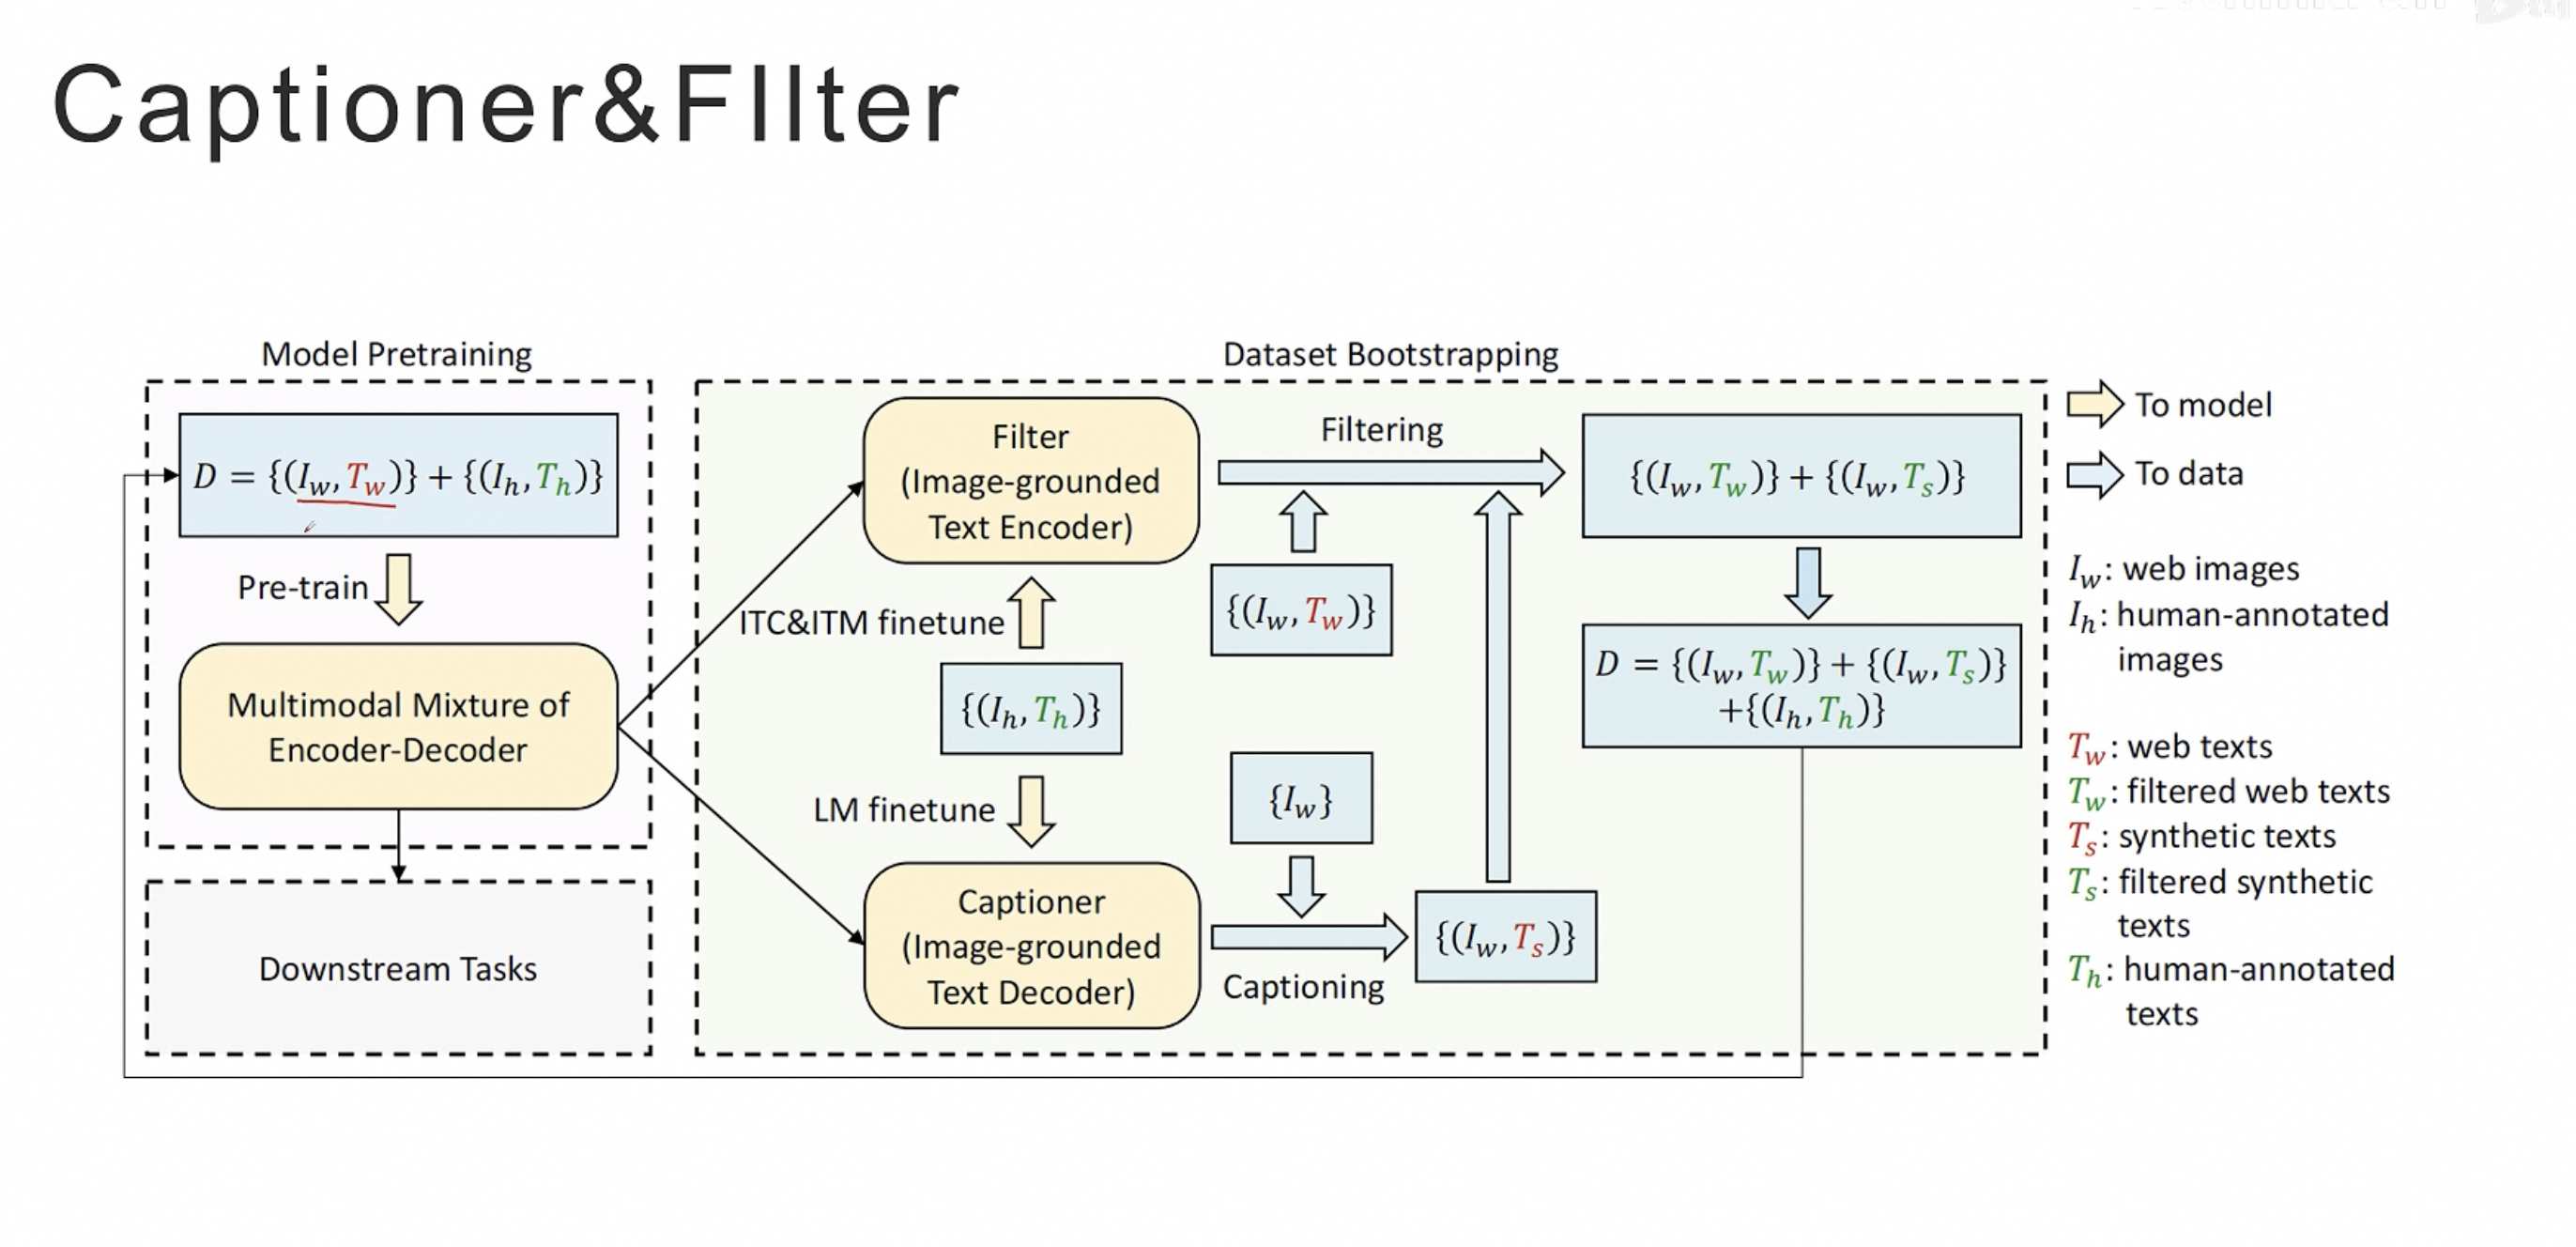 Captioner&FIlter
Model Pretraining
D = {(I_w, T_w)} + {(I_h, T_h)}
Pre-train
Multimodal Mixture of
Encoder-Decoder
Downstream Tasks
Dataset Bootstrapping
Filter
(Image-grounded
Text Encoder)
ITC&ITM finetune
{(I_h, T_h)}
LM finetune
Captioner
(Image-grounded
Text Decoder)
Filtering
{(I_w, T_w)}
{I_w}
Captioning
{(I_w, T_s)}
{(I_w, T_w)} + {(I_w, T_s)}
D = {(I_w, T_w)} + {(I_w, T_s)}
+{(I_h, T_h)}
To model
To data
I_w: web images
I_h: human-annotated
images
T_w: web texts
T_w: filtered web texts
T_s: synthetic texts
T_s: filtered synthetic
texts
T_h: human-annotated
texts